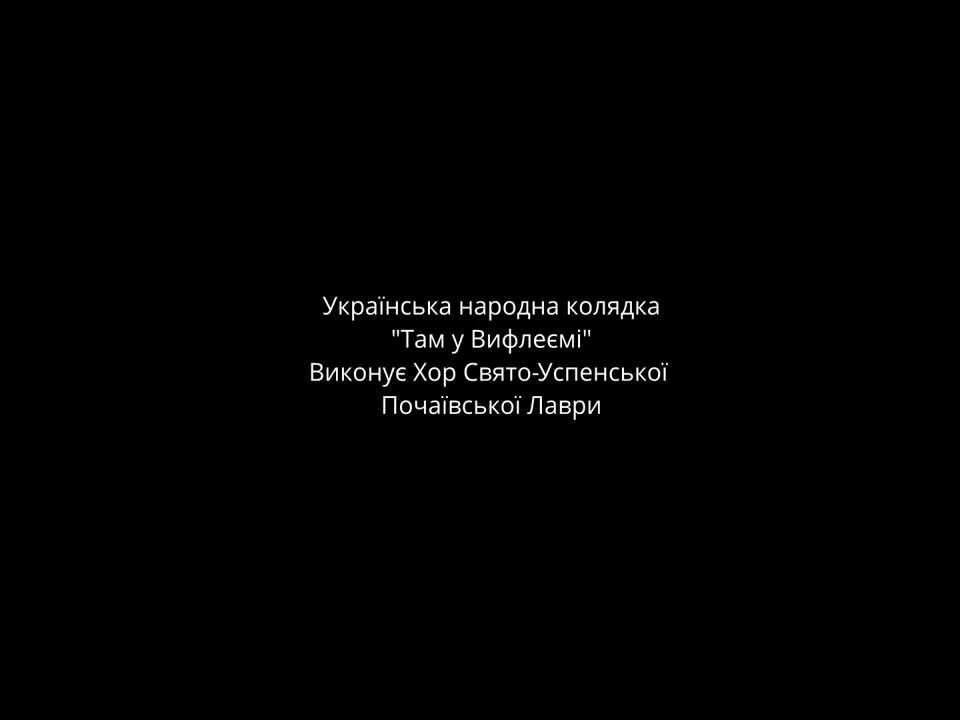 Українська народна колядка
"Там у Вифлеємі"
Виконує Хор Свято-Успенської
Почаївської Лаври